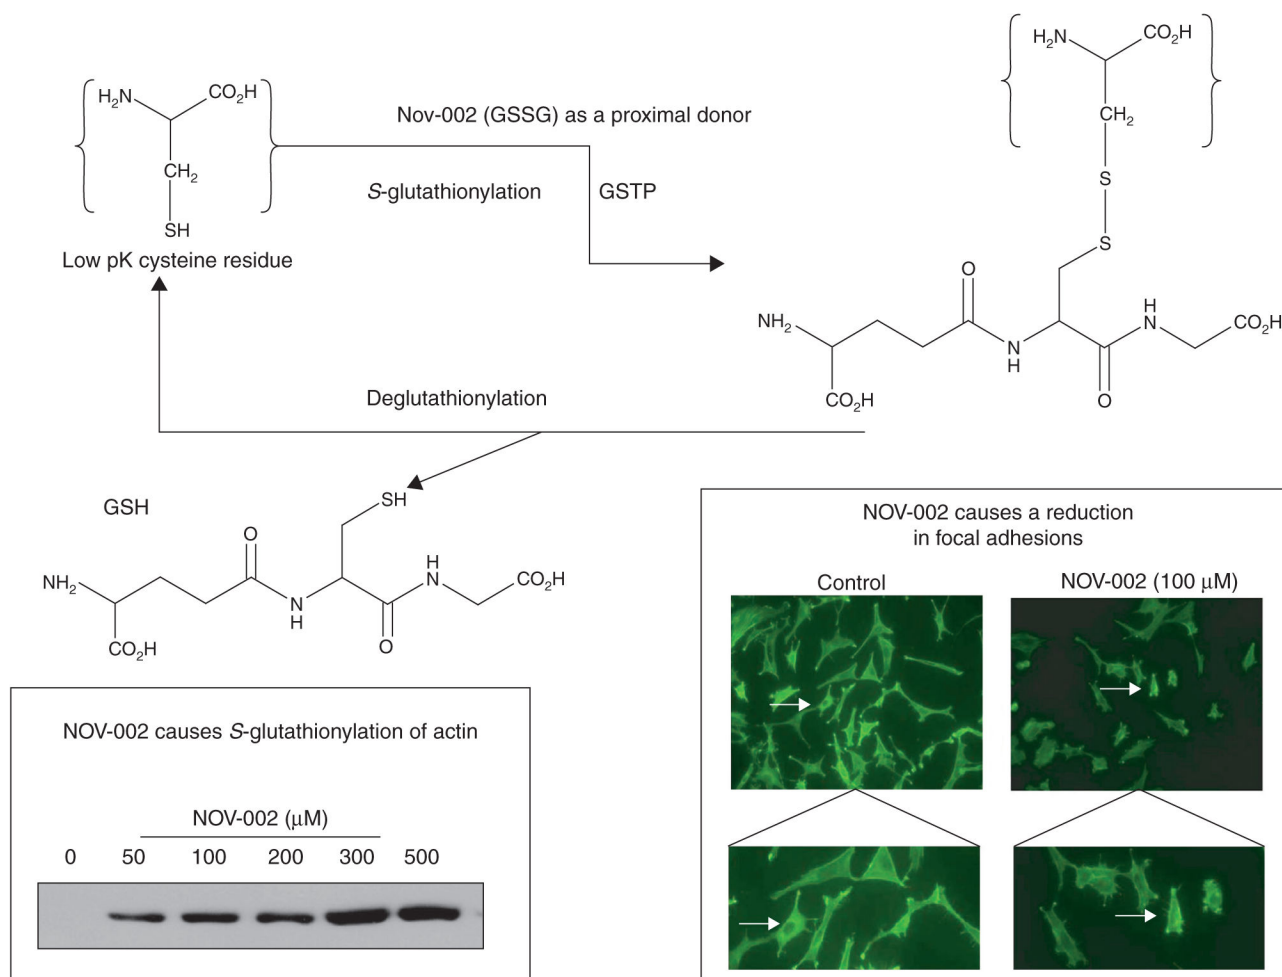 H₂N
CO₂H
CH₂
SH
Low pK cysteine residue
Nov-002 (GSSG) as a proximal donor
S-glutathionylation
GSTP
H₂N
CO₂H
CH₂
S
S
O
NH₂
N
H
H
N
CO₂H
CO₂H
O
Deglutathionylation
GSH
SH
O
NH₂
N
H
H
N
CO₂H
CO₂H
O
NOV-002 causes S-glutathionylation of actin
NOV-002 (μM)
0 50 100 200 300 500
NOV-002 causes a reduction
in focal adhesions
Control
NOV-002 (100 μM)